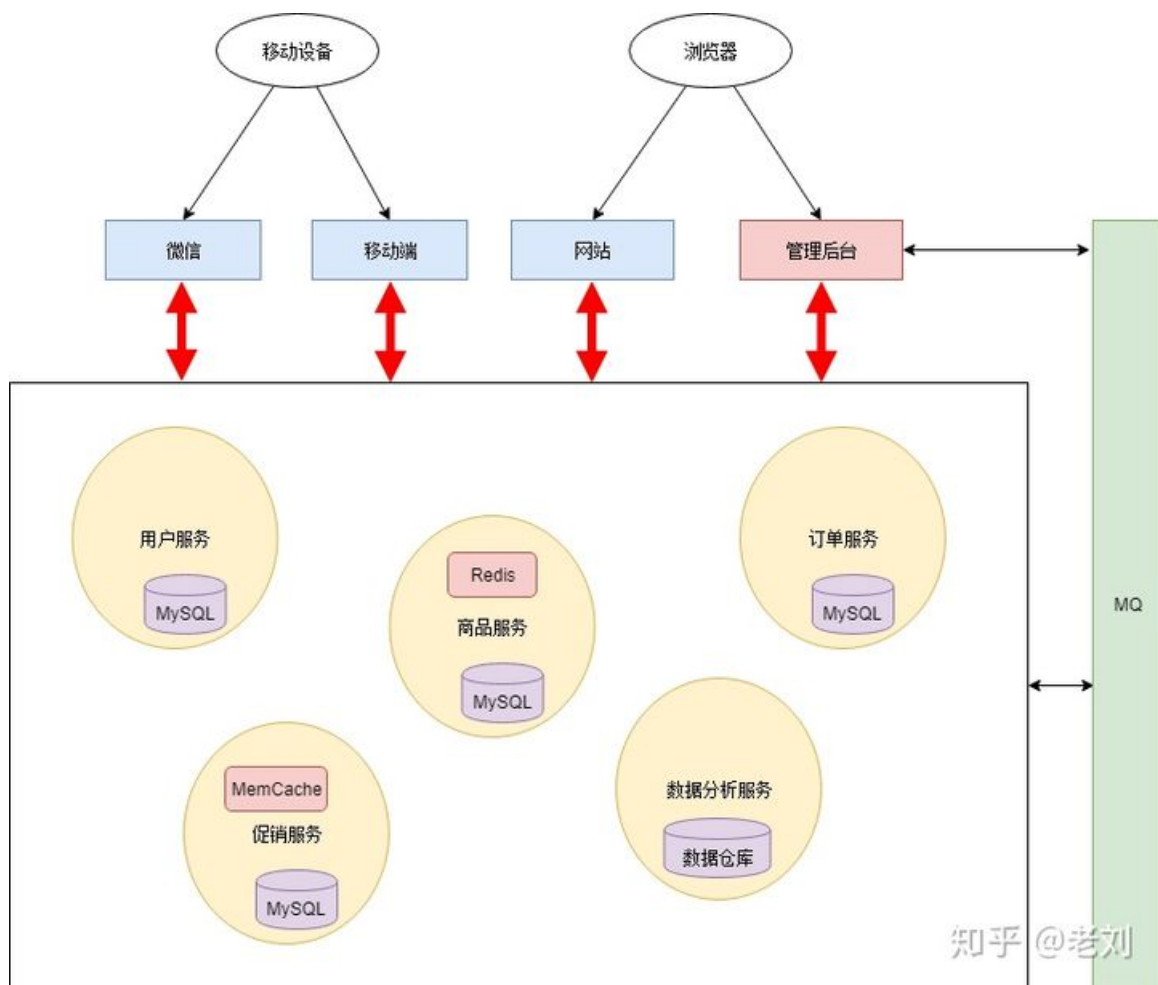 移动设备
浏览器
微信
移动端
网站
管理后台
用户服务
MySQL
Redis
商品服务
MySQL
订单服务
MySQL
MQ
MemCache
促销服务
MySQL
数据分析服务
数据仓库
知乎 @老刘